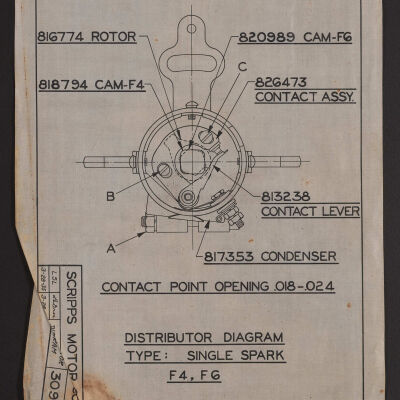 816774 ROTOR
820989 CAM-F6
C
818794 CAM-F4
826473
CONTACT ASSY.
B
813238
CONTACT LEVER
A
817353 CONDENSER
CONTACT POINT OPENING .018-.024
DISTRIBUTOR DIAGRAM
TYPE: SINGLE SPARK
F4, F6
SCRIPPS MOTOR
309